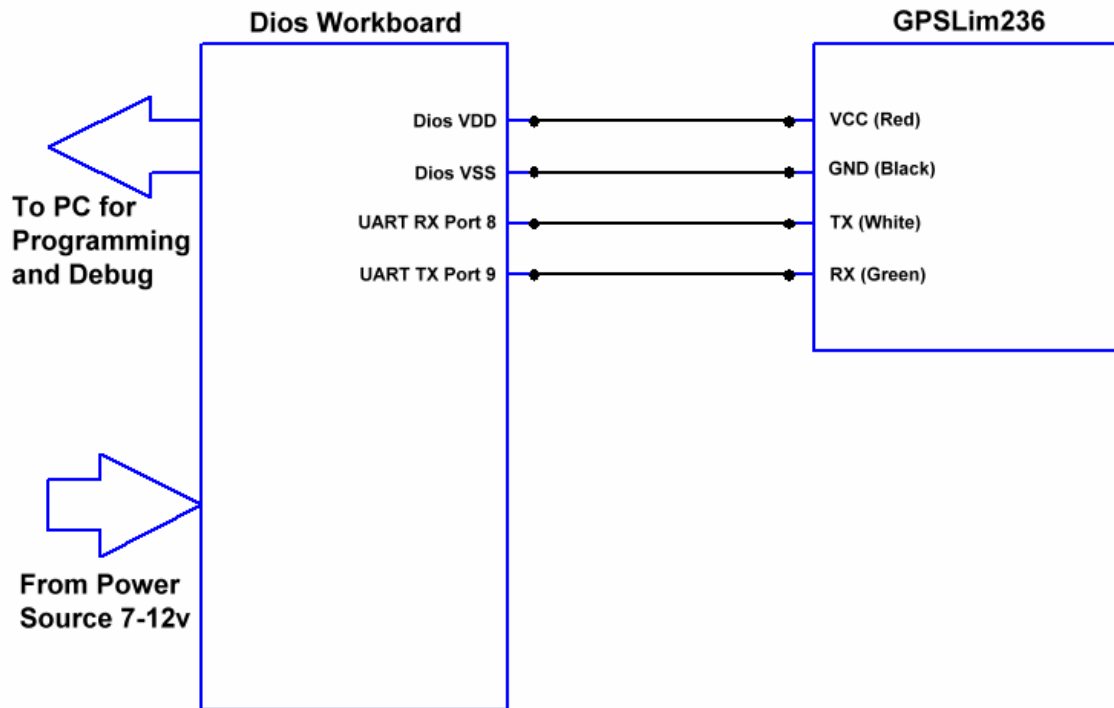 Dios Workboard
GPSLim236
Dios VDD
VCC (Red)
Dios VSS
GND (Black)
UART RX Port 8
TX (White)
UART TX Port 9
RX (Green)
To PC for
Programming
and Debug
From Power
Source 7-12v